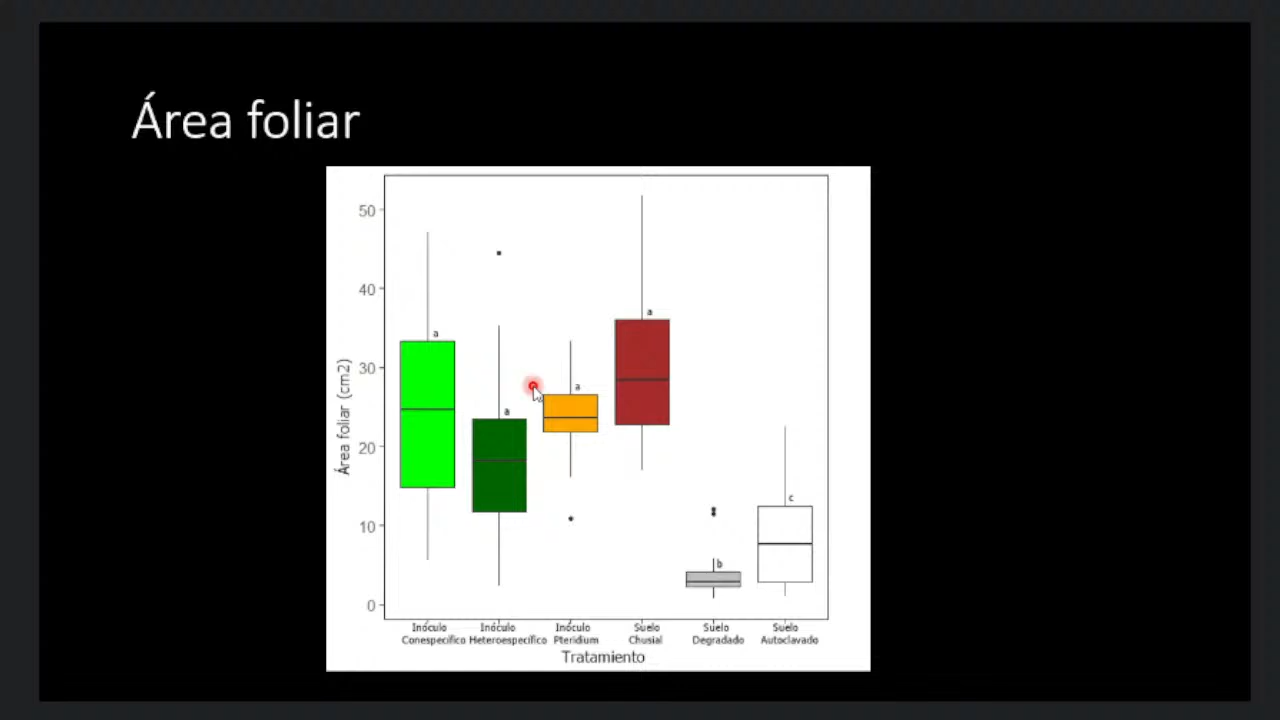 Área foliar
50
40
30
20
10
0
Área foliar (cm2)
a
a
a
a
b
c
Inóculo Conespecífico
Inóculo Heteroespecífico
Inóculo Pteridium
Suelo Chusial
Suelo Degradado
Suelo Autoclavado
Tratamiento